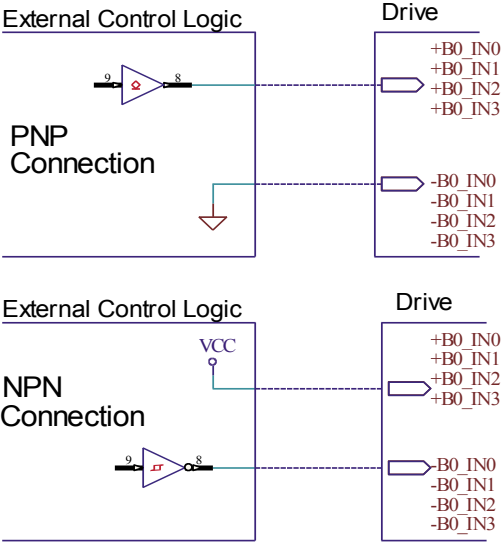 External Control Logic
Drive
+B0_IN0
+B0_IN1
+B0_IN2
+B0_IN3
9
8
PNP
Connection
-B0_IN0
-B0_IN1
-B0_IN2
-B0_IN3
External Control Logic
Drive
VCC
+B0_IN0
+B0_IN1
+B0_IN2
+B0_IN3
NPN
Connection
9
8
-B0_IN0
-B0_IN1
-B0_IN2
-B0_IN3